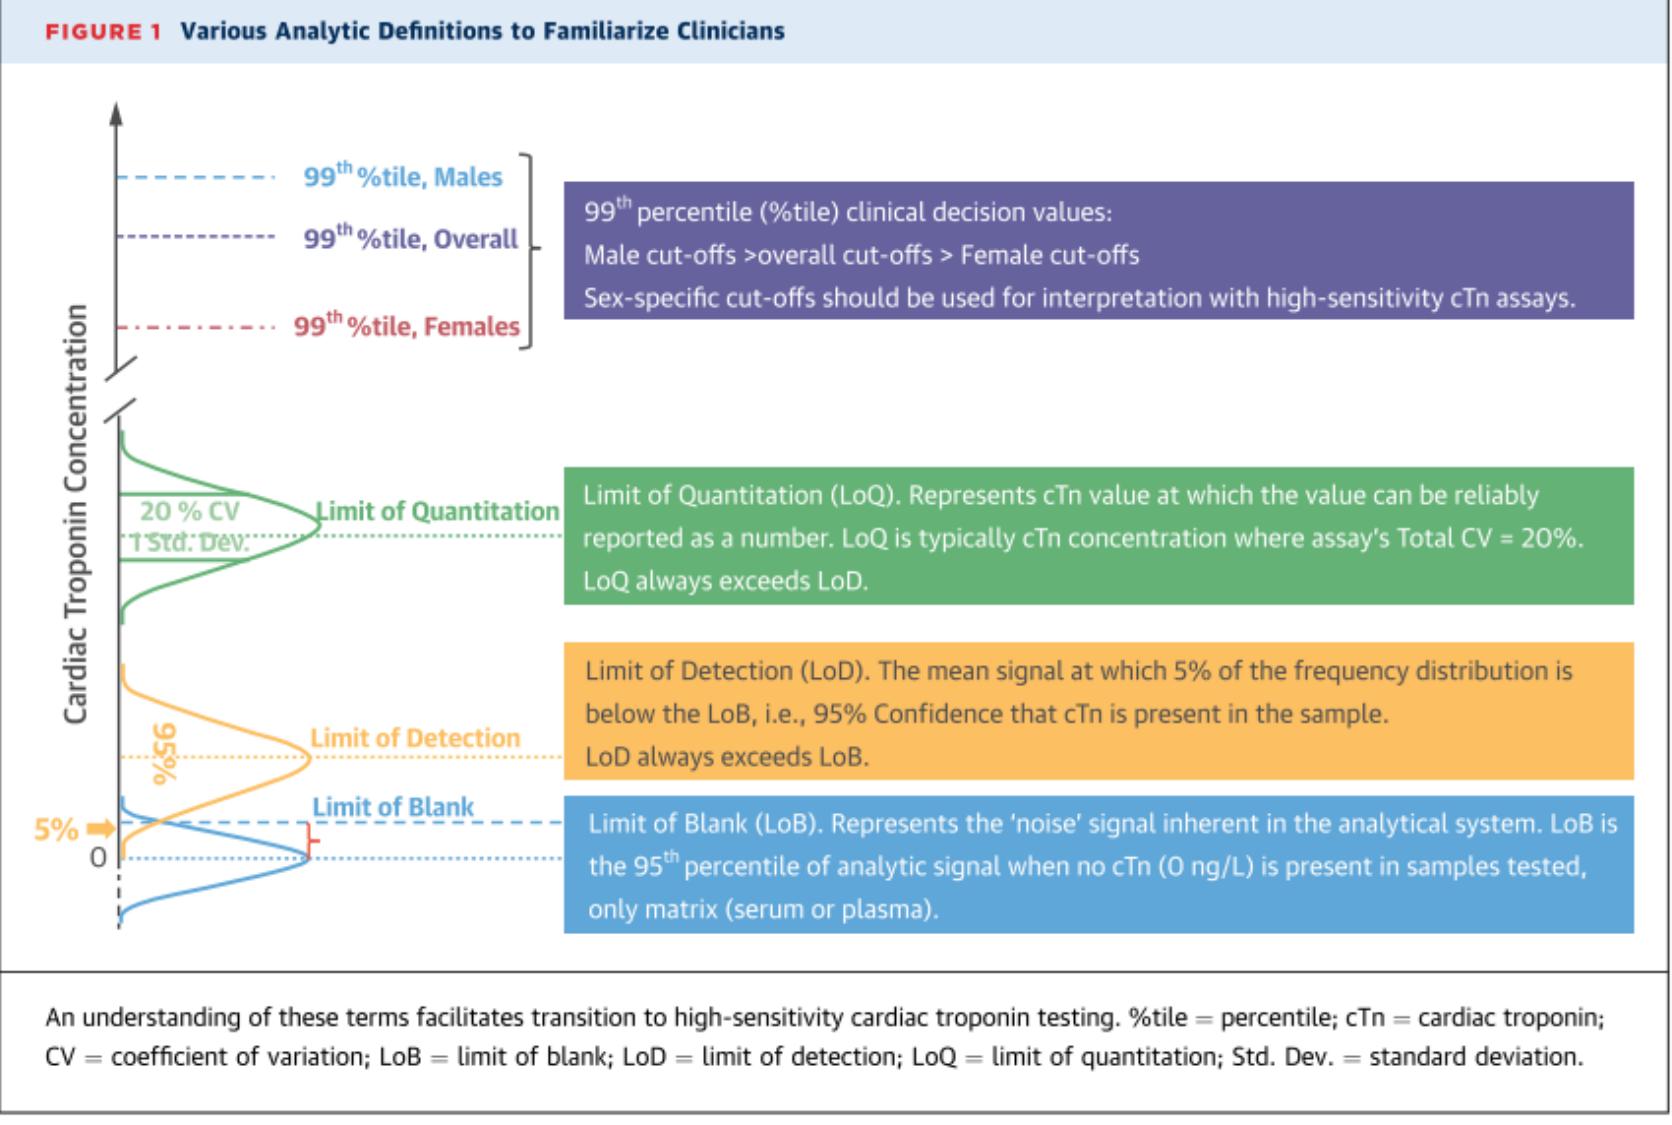 FIGURE 1 Various Analytic Definitions to Familiarize Clinicians
Cardiac Troponin Concentration
99th %tile, Males
99th %tile, Overall
99th %tile, Females
99th percentile (%tile) clinical decision values:
Male cut-offs >overall cut-offs > Female cut-offs
Sex-specific cut-offs should be used for interpretation with high-sensitivity cTn assays.
20 % CV
1 Std. Dev.
Limit of Quantitation
Limit of Quantitation (LoQ). Represents cTn value at which the value can be reliably
reported as a number. LoQ is typically cTn concentration where assay's Total CV = 20%.
LoQ always exceeds LoD.
95%
Limit of Detection
Limit of Detection (LoD). The mean signal at which 5% of the frequency distribution is
below the LoB, i.e., 95% Confidence that cTn is present in the sample.
LoD always exceeds LoB.
Limit of Blank
5%
0
Limit of Blank (LoB). Represents the 'noise' signal inherent in the analytical system. LoB is
the 95th percentile of analytic signal when no cTn (0 ng/L) is present in samples tested,
only matrix (serum or plasma).
An understanding of these terms facilitates transition to high-sensitivity cardiac troponin testing. %tile = percentile; cTn = cardiac troponin;
CV = coefficient of variation; LoB = limit of blank; LoD = limit of detection; LoQ = limit of quantitation; Std. Dev. = standard deviation.